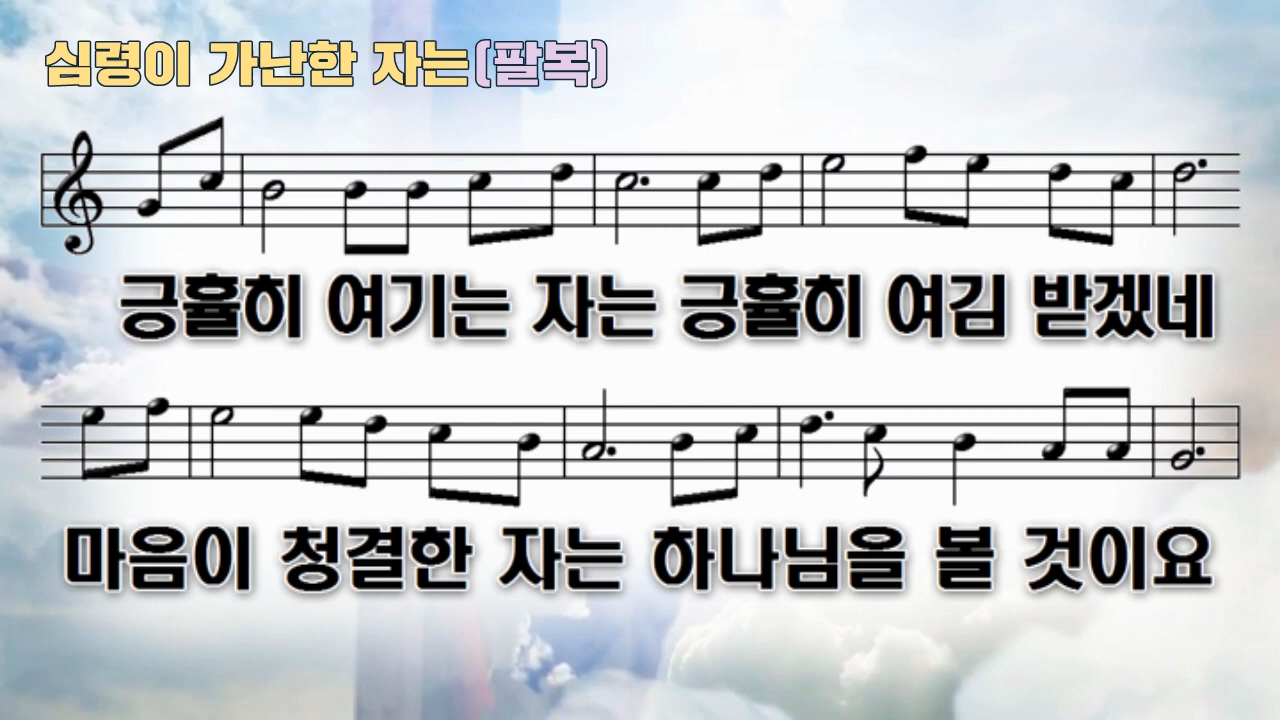 심령이 가난한 자는(팔복)
긍휼히 여기는 자는 긍휼히 여김 받겠네
마음이 청결한 자는 하나님을 볼 것이요